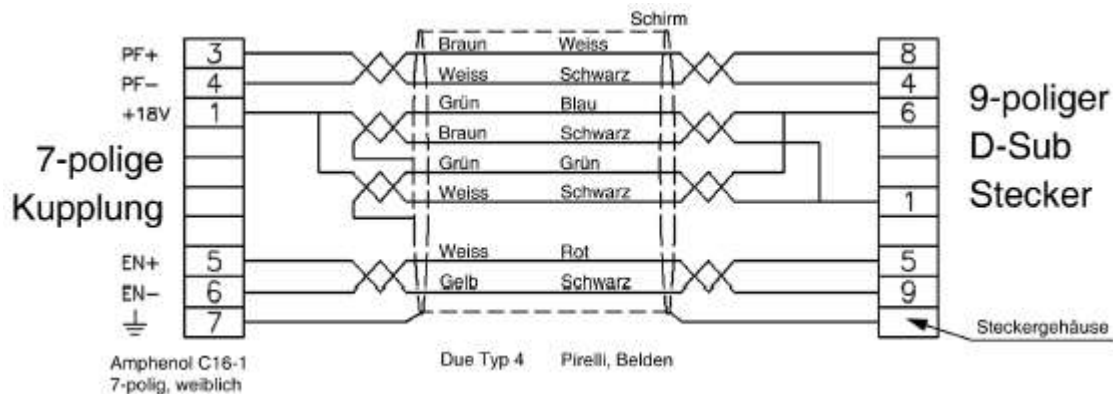 Schirm
PF+ 3 Braun Weiss 8
PF- 4 Weiss Schwarz 4
+18V 1 Grün Blau 6
Braun Schwarz
Grün Grün
Weiss Schwarz 1
EN+ 5 Weiss Rot 5
EN- 6 Gelb Schwarz 9
7
7-polige
Kupplung
9-poliger
D-Sub
Stecker
Steckergehäuse
Amphenol C16-1
7-polig, weiblich
Due Typ 4 Pirelli, Belden